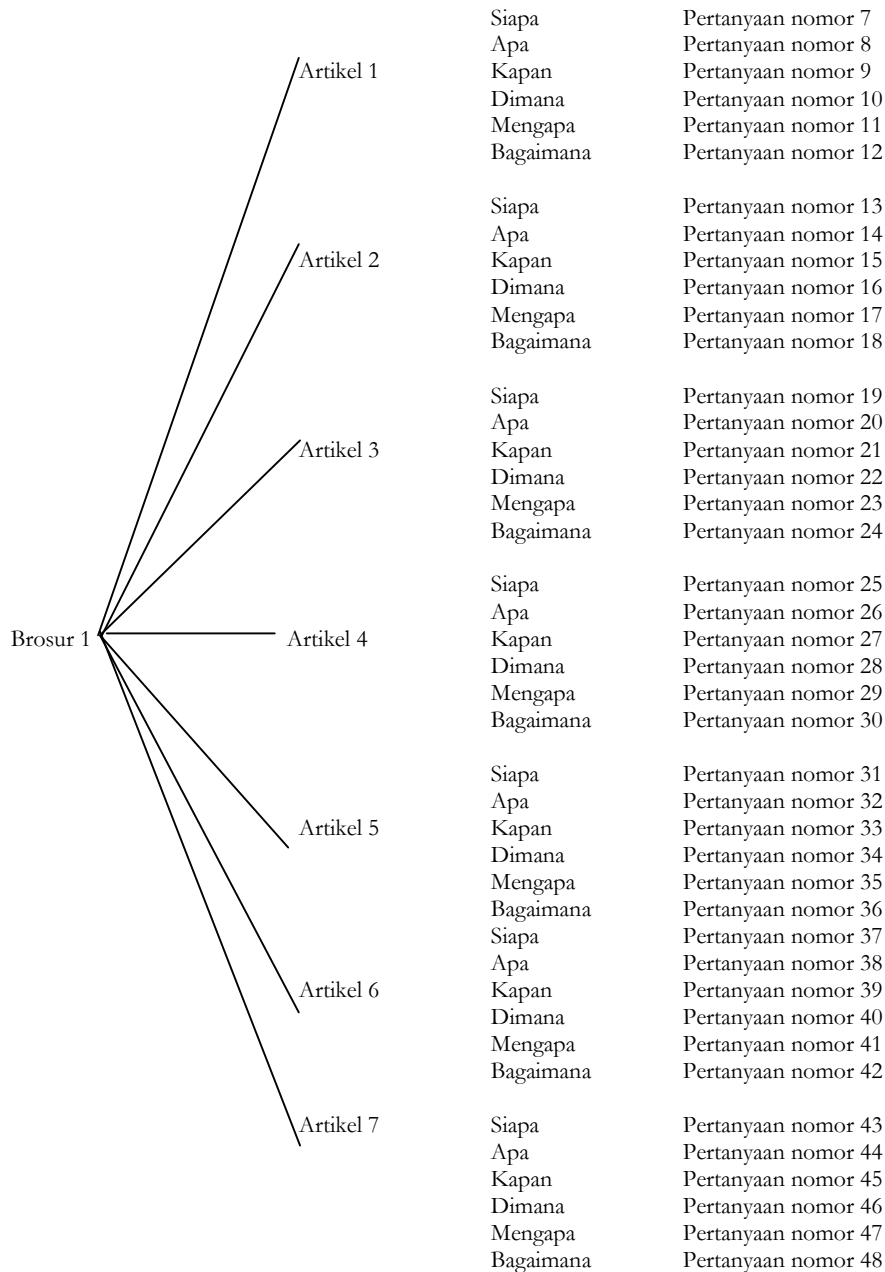 Siapa Pertanyaan nomor 7
Apa Pertanyaan nomor 8
Artikel 1 Kapan Pertanyaan nomor 9
Dimana Pertanyaan nomor 10
Mengapa Pertanyaan nomor 11
Bagaimana Pertanyaan nomor 12
Siapa Pertanyaan nomor 13
Apa Pertanyaan nomor 14
Artikel 2 Kapan Pertanyaan nomor 15
Dimana Pertanyaan nomor 16
Mengapa Pertanyaan nomor 17
Bagaimana Pertanyaan nomor 18
Siapa Pertanyaan nomor 19
Apa Pertanyaan nomor 20
Artikel 3 Kapan Pertanyaan nomor 21
Dimana Pertanyaan nomor 22
Mengapa Pertanyaan nomor 23
Bagaimana Pertanyaan nomor 24
Siapa Pertanyaan nomor 25
Apa Pertanyaan nomor 26
Brosur 1 Artikel 4 Kapan Pertanyaan nomor 27
Dimana Pertanyaan nomor 28
Mengapa Pertanyaan nomor 29
Bagaimana Pertanyaan nomor 30
Siapa Pertanyaan nomor 31
Apa Pertanyaan nomor 32
Artikel 5 Kapan Pertanyaan nomor 33
Dimana Pertanyaan nomor 34
Mengapa Pertanyaan nomor 35
Bagaimana Pertanyaan nomor 36
Siapa Pertanyaan nomor 37
Apa Pertanyaan nomor 38
Artikel 6 Kapan Pertanyaan nomor 39
Dimana Pertanyaan nomor 40
Mengapa Pertanyaan nomor 41
Bagaimana Pertanyaan nomor 42
Artikel 7 Siapa Pertanyaan nomor 43
Apa Pertanyaan nomor 44
Kapan Pertanyaan nomor 45
Dimana Pertanyaan nomor 46
Mengapa Pertanyaan nomor 47
Bagaimana Pertanyaan nomor 48